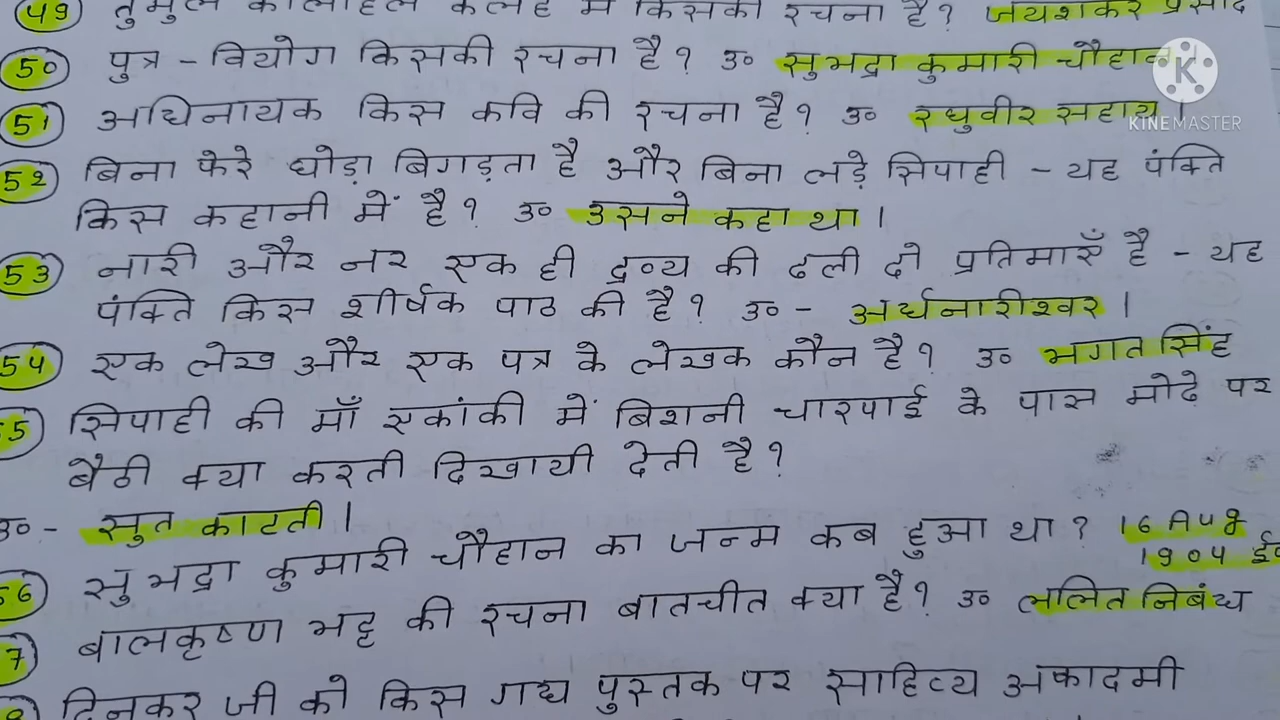 49 तुमुल कोलाहल कलह में किसकी रचना है? जयशंकर प्रसाद
50 पुत्र - वियोग किसकी रचना है? उ० सुभद्रा कुमारी चौहान।
51 अधिनायक किस कवि की रचना है? उ० रघुवीर सहाय।
52 बिना फेरे घोड़ा बिगड़ता है और बिना लड़े सिपाही - यह पंक्ति
किस कहानी में है? उ० उसने कहा था।
53 नारी और नर एक ही द्रव्य की ढली दो प्रतिमाएँ है - यह
पंक्ति किस शीर्षक पाठ की है? उ० - अर्धनारीश्वर।
54 एक लेख और एक पत्र के लेखक कौन है? उ० भगत सिंह
55 सिपाही की माँ एकांकी में बिशनी चारपाई के पास मोढ़े पर
बैठी क्या करती दिखायी देती है?
उ० - सुत काटती।
56 सुभद्रा कुमारी चौहान का जन्म कब हुआ था? 16 Aug
1904 ई०
7 बालकृष्ण भट्ट की रचना बातचीत क्या है? उ० ललित निबंध
दिनकर जी को किस गद्य पुस्तक पर साहित्य अकादमी
KINEMASTER